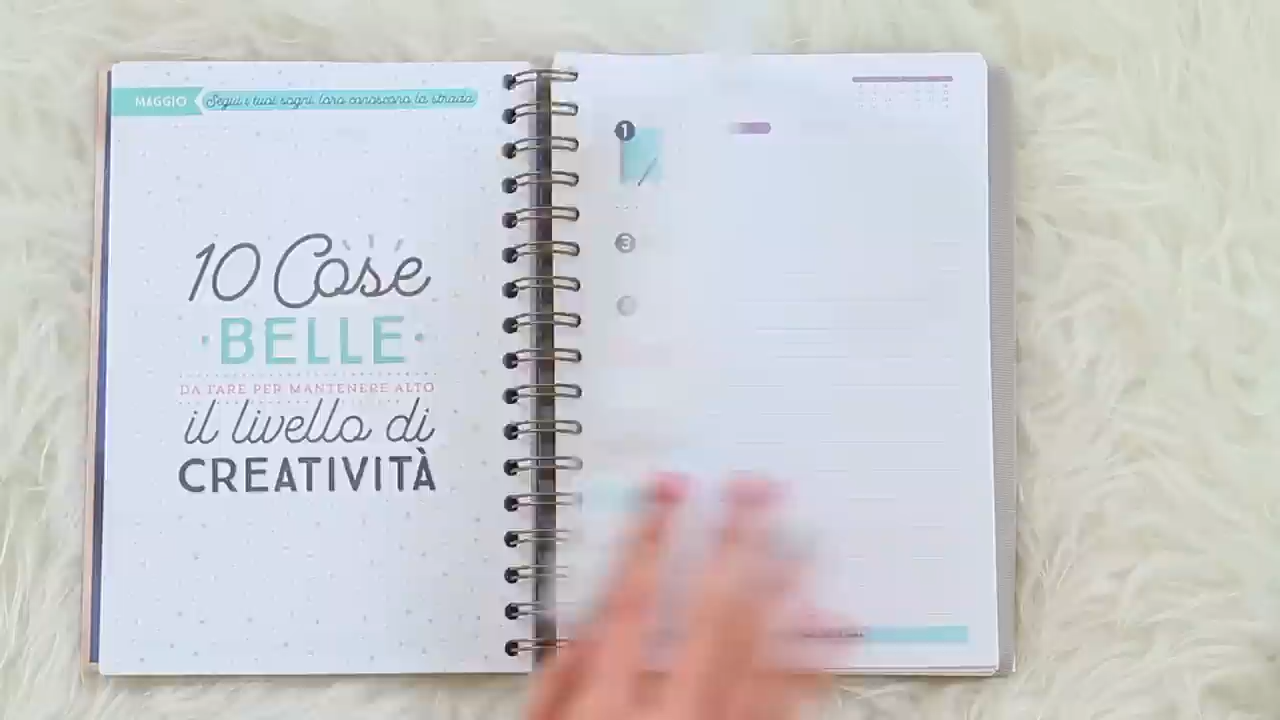 MAGGIO Segui i tuoi sogni, loro conoscono la strada
10 Cose
BELLE
DA FARE PER MANTENERE ALTO
il livello di
CREATIVITÀ
1
3